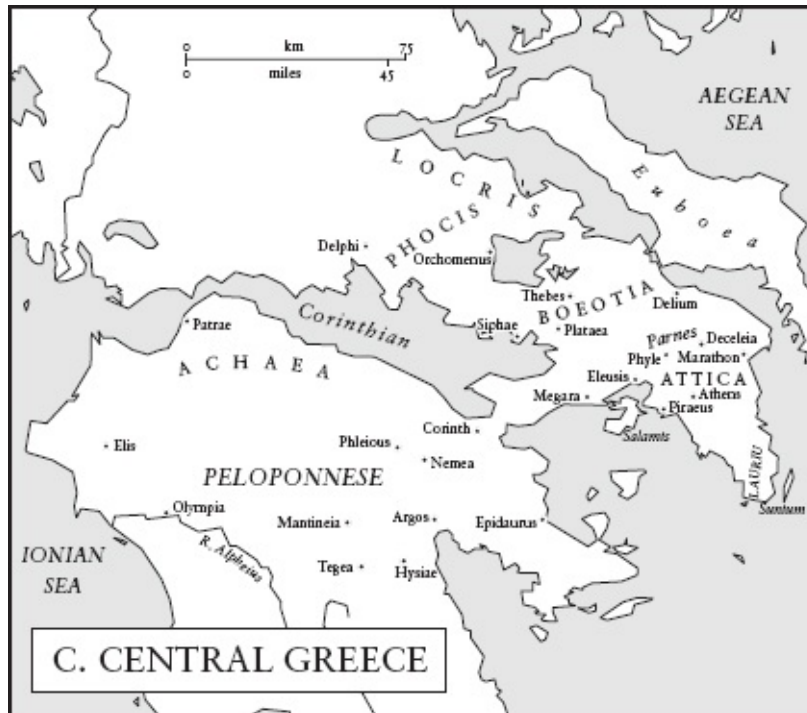 km
0 75
0 45
miles
AEGEAN
SEA
LOCRIS
Euboea
PHOCIS
Delphi
Orchomenus
Thebes
BOEOTIA
Delium
Corinthian
Siphae
Plataea
Patrae
Parnes
Deceleia
Phyle
Marathon
ACHAEA
Eleusis
ATTICA
Megara
Athens
Piraeus
Corinth
Salamis
Elis
Phleious
Nemea
LAURIU
PELOPONNESE
Olympia
Sunium
Mantineia
Argos
Epidaurus
R. Alpheius
IONIAN
SEA
Tegea
Hysiae
C. CENTRAL GREECE